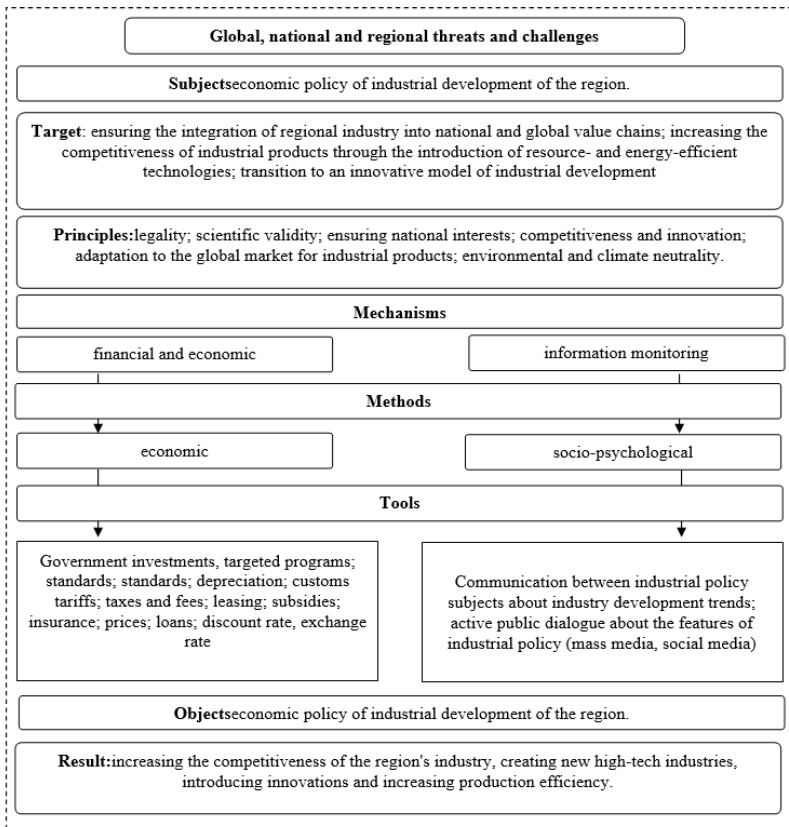 Global, national and regional threats and challenges
Subjectseconomic policy of industrial development of the region.
Target: ensuring the integration of regional industry into national and global value chains; increasing the
competitiveness of industrial products through the introduction of resource- and energy-efficient
technologies; transition to an innovative model of industrial development
Principles:legality; scientific validity; ensuring national interests; competitiveness and innovation;
adaptation to the global market for industrial products; environmental and climate neutrality.
Mechanisms
financial and economic
information monitoring
Methods
economic
socio-psychological
Tools
Government investments, targeted programs;
standards; standards; depreciation; customs
tariffs; taxes and fees; leasing; subsidies;
insurance; prices; loans; discount rate, exchange
rate
Communication between industrial policy
subjects about industry development trends;
active public dialogue about the features of
industrial policy (mass media, social media)
Objectseconomic policy of industrial development of the region.
Result:increasing the competitiveness of the region's industry, creating new high-tech industries,
introducing innovations and increasing production efficiency.